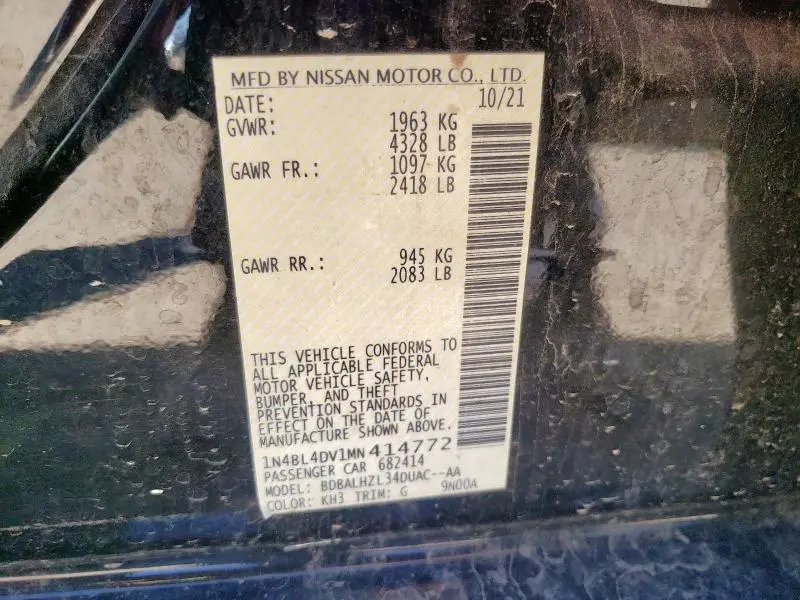 MFD BY NISSAN MOTOR CO., LTD.
DATE: 10/21
GVWR: 1963 KG
4328 LB
GAWR FR.: 1097 KG
2418 LB
GAWR RR.: 945 KG
2083 LB
THIS VEHICLE CONFORMS TO
ALL APPLICABLE FEDERAL
MOTOR VEHICLE SAFETY,
BUMPER, AND THEFT
PREVENTION STANDARDS IN
EFFECT ON THE DATE OF
MANUFACTURE SHOWN ABOVE.
1N4BL4DV1MN414772
PASSENGER CAR 682414
MODEL: BDBALHZL34DUAC--AA
COLOR: KH3 TRIM: G 9N00A